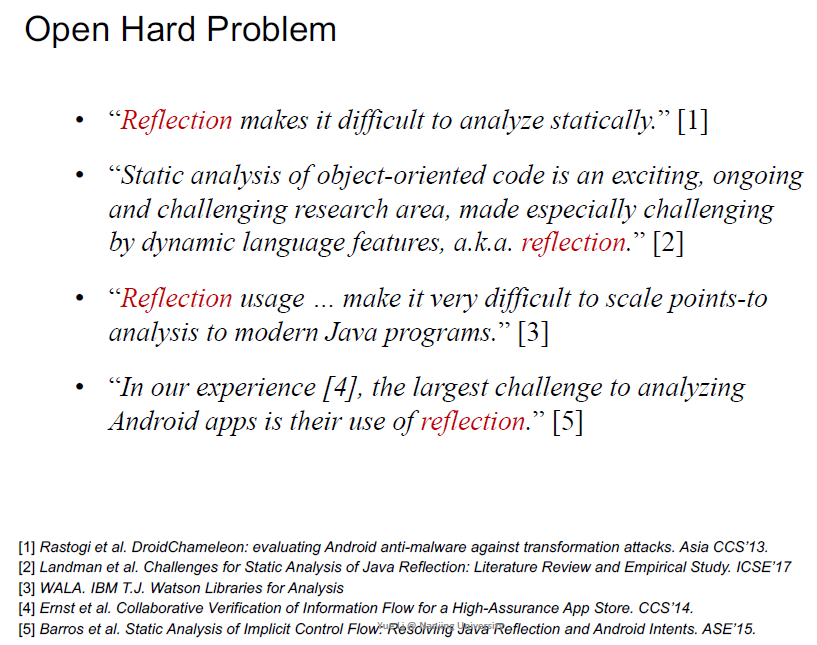 Open Hard Problem
• “Reflection makes it difficult to analyze statically.” [1]
• “Static analysis of object-oriented code is an exciting, ongoing
and challenging research area, made especially challenging
by dynamic language features, a.k.a. reflection.” [2]
• “Reflection usage … make it very difficult to scale points-to
analysis to modern Java programs.” [3]
• “In our experience [4], the largest challenge to analyzing
Android apps is their use of reflection.” [5]
[1] Rastogi et al. DroidChameleon: evaluating Android anti-malware against transformation attacks. Asia CCS’13.
[2] Landman et al. Challenges for Static Analysis of Java Reflection: Literature Review and Empirical Study. ICSE’17
[3] WALA. IBM T.J. Watson Libraries for Analysis
[4] Ernst et al. Collaborative Verification of Information Flow for a High-Assurance App Store. CCS’14.
[5] Barros et al. Static Analysis of Implicit Control Flow: Resolving Java Reflection and Android Intents. ASE’15.
@ Nanjing University